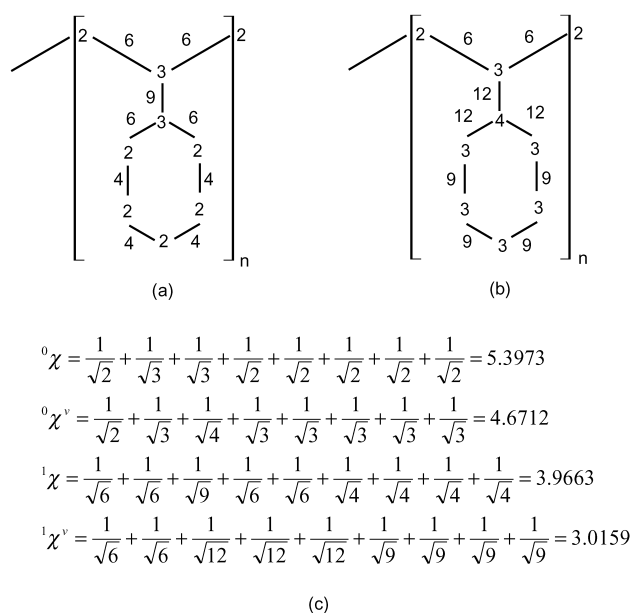 2 6 6 2 2 6 6 2
3 3
9 12
6 3 6 12 4 12
2 2 3 3
4 4 9 9
2 2 3 3
4 2 4 9 3 9
n n
(a) (b)
⁰χ = 1/√2 + 1/√3 + 1/√3 + 1/√2 + 1/√2 + 1/√2 + 1/√2 + 1/√2 = 5.3973
⁰χᵛ = 1/√2 + 1/√3 + 1/√4 + 1/√3 + 1/√3 + 1/√3 + 1/√3 + 1/√3 = 4.6712
¹χ = 1/√6 + 1/√6 + 1/√9 + 1/√6 + 1/√6 + 1/√4 + 1/√4 + 1/√4 + 1/√4 = 3.9663
¹χᵛ = 1/√6 + 1/√6 + 1/√12 + 1/√12 + 1/√12 + 1/√9 + 1/√9 + 1/√9 + 1/√9 = 3.0159
(c)